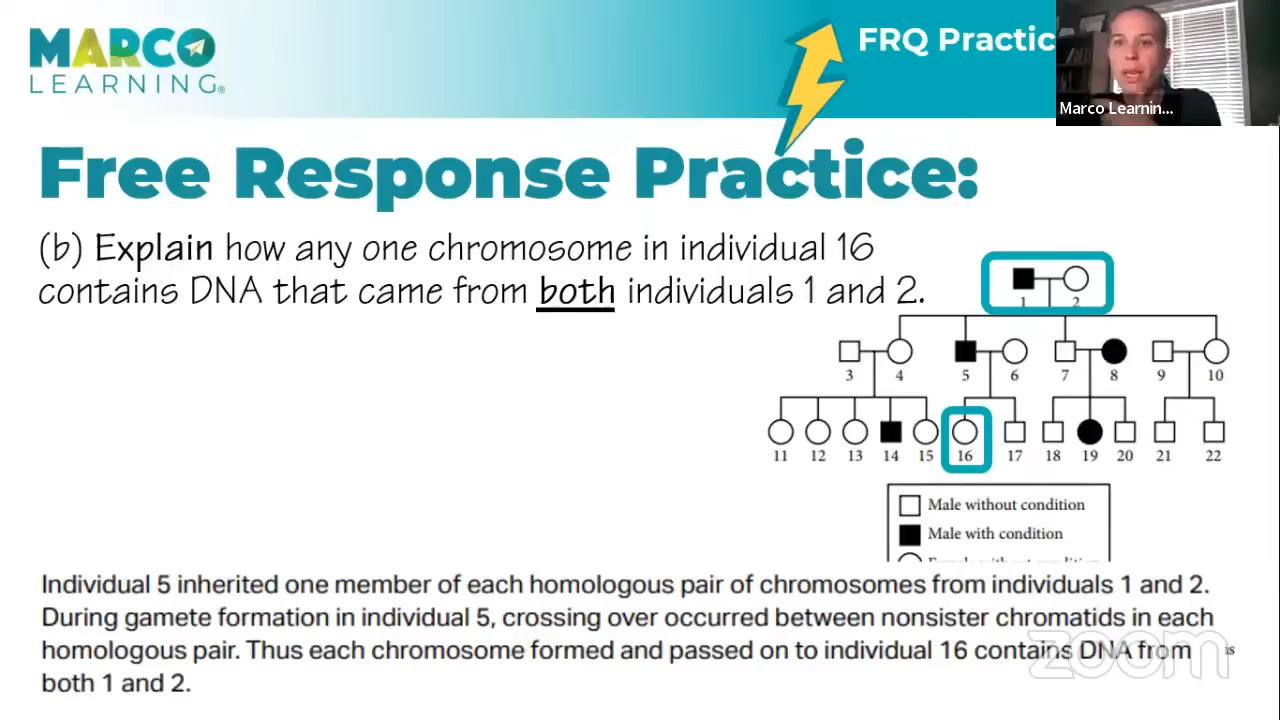 MARCO
LEARNING®
FRQ Practic
Marco Learnin...
Free Response Practice:
(b) Explain how any one chromosome in individual 16
contains DNA that came from both individuals 1 and 2.
1 2
3 4 5 6 7 8 9 10
11 12 13 14 15 16 17 18 19 20 21 22
Male without condition
Male with condition
Individual 5 inherited one member of each homologous pair of chromosomes from individuals 1 and 2.
During gamete formation in individual 5, crossing over occurred between nonsister chromatids in each
homologous pair. Thus each chromosome formed and passed on to individual 16 contains DNA from
both 1 and 2.
zoom